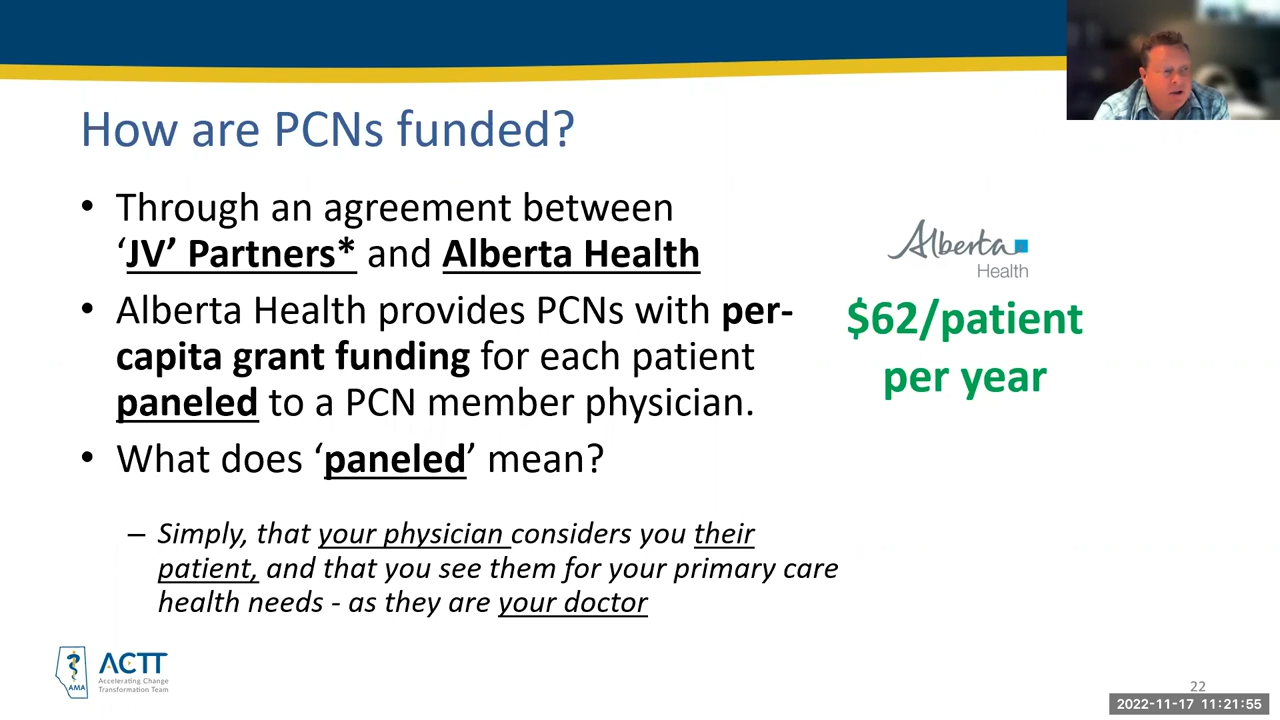 How are PCNs funded?
• Through an agreement between
‘JV’ Partners* and Alberta Health
• Alberta Health provides PCNs with per-
capita grant funding for each patient
paneled to a PCN member physician.
• What does ‘paneled’ mean?
– Simply, that your physician considers you their
patient, and that you see them for your primary care
health needs - as they are your doctor
Alberta
Health
$62/patient
per year
AMA
ACTT
Accelerating Change
Transformation Team
22
2022-11-17 11:21:55